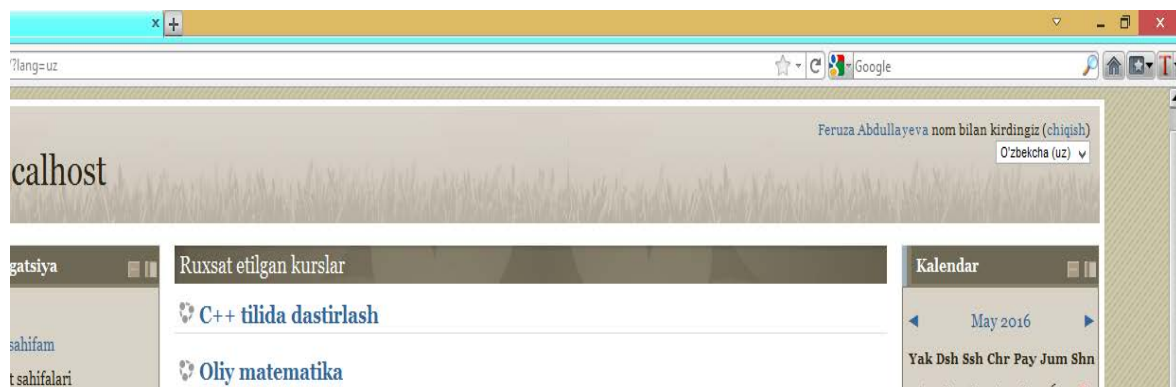 ?lang=uz
Google
Feruza Abdullayeva nom bilan kirdingiz (chiqish)
O'zbekcha (uz)
calhost
gatsiya
Ruxsat etilgan kurslar
Kalendar
C++ tilida dastirlash
May 2016
sahifam
Yak Dsh Ssh Chr Pay Jum Shn
Oliy matematika
t sahifalari